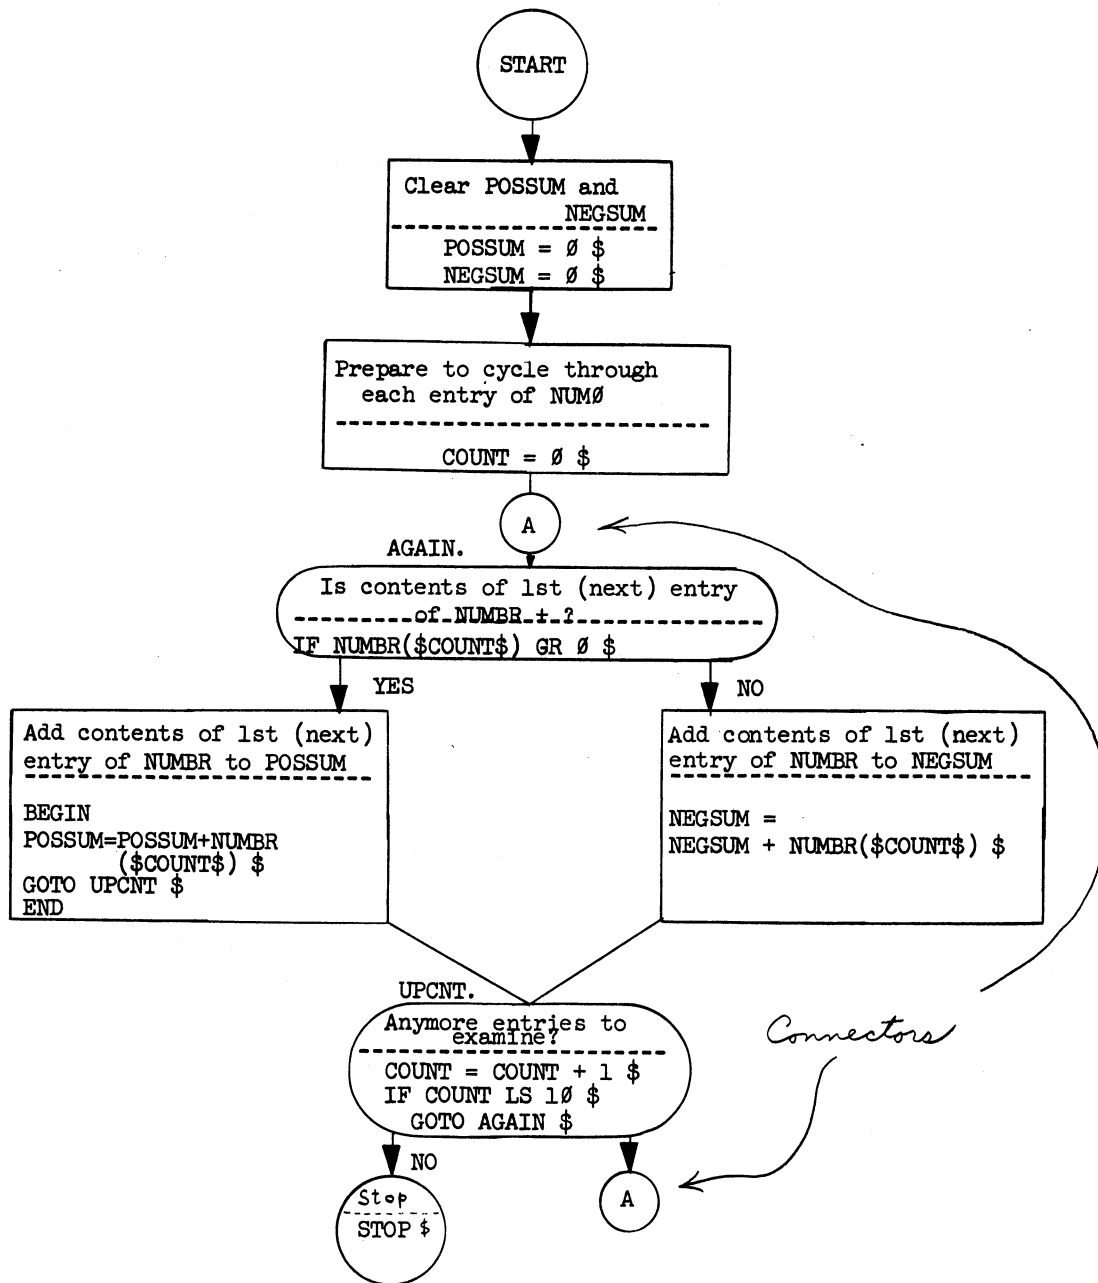 START
Clear POSSUM and
NEGSUM
POSSUM = Ø $
NEGSUM = Ø $
Prepare to cycle through
each entry of NUMØ
COUNT = Ø $
A
AGAIN.
Is contents of 1st (next) entry
of NUMBR + ?
IF NUMBR($COUNT$) GR Ø $
YES
NO
Add contents of 1st (next)
entry of NUMBR to POSSUM
BEGIN
POSSUM=POSSUM+NUMBR
($COUNT$) $
GOTO UPCNT $
END
Add contents of 1st (next)
entry of NUMBR to NEGSUM
NEGSUM =
NEGSUM + NUMBR($COUNT$) $
UPCNT.
Anymore entries to
examine?
COUNT = COUNT + 1 $
IF COUNT LS 1Ø $
GOTO AGAIN $
Connectors
NO
Stop
STOP $
A